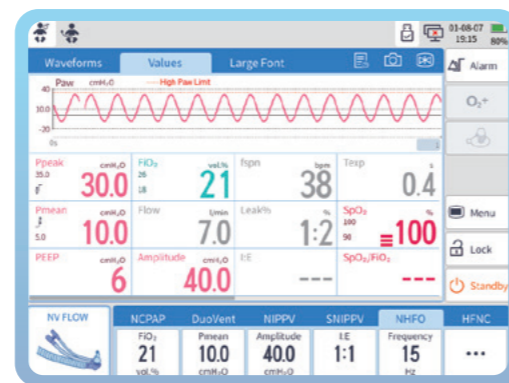 01-08-07
19:15 80%
Waveforms Values Large Font
Alarm
Paw cmH₂O High Paw Limit
40
10.0
-20
0s
O₂+
Ppeak cmH₂O FiO₂ vol.% fspn bpm Texp s
35.0 30.0 26 18 21 38 0.4
Pmean cmH₂O Flow l/min Leak% % SpO₂ %
5.0 10.0 7.0 1:2 100 90 100
PEEP cmH₂O Amplitude cmH₂O I:E SpO₂/FiO₂
6 40.0 --- ---
Menu
Lock
Standby
NV FLOW NCPAP DuoVent NIPPV SNIPPV NHFO HFNC
FiO₂ Pmean Amplitude I:E Frequency
21 10.0 40.0 1:1 15 ...
vol.% cmH₂O cmH₂O Hz